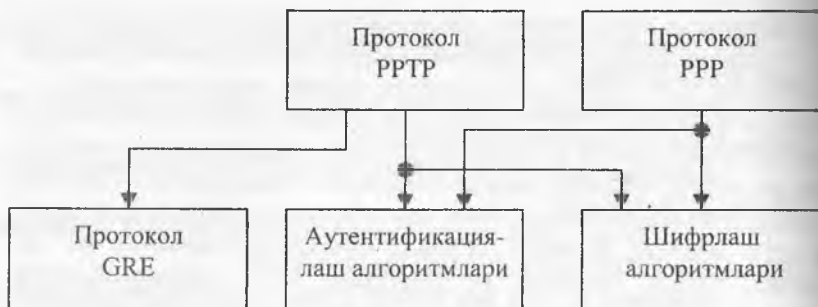 Протокол
PPTP
Протокол
PPP
Протокол
GRE
Аутентификация-
лаш алгоритмлари
Шифрлаш
алгоритмлари